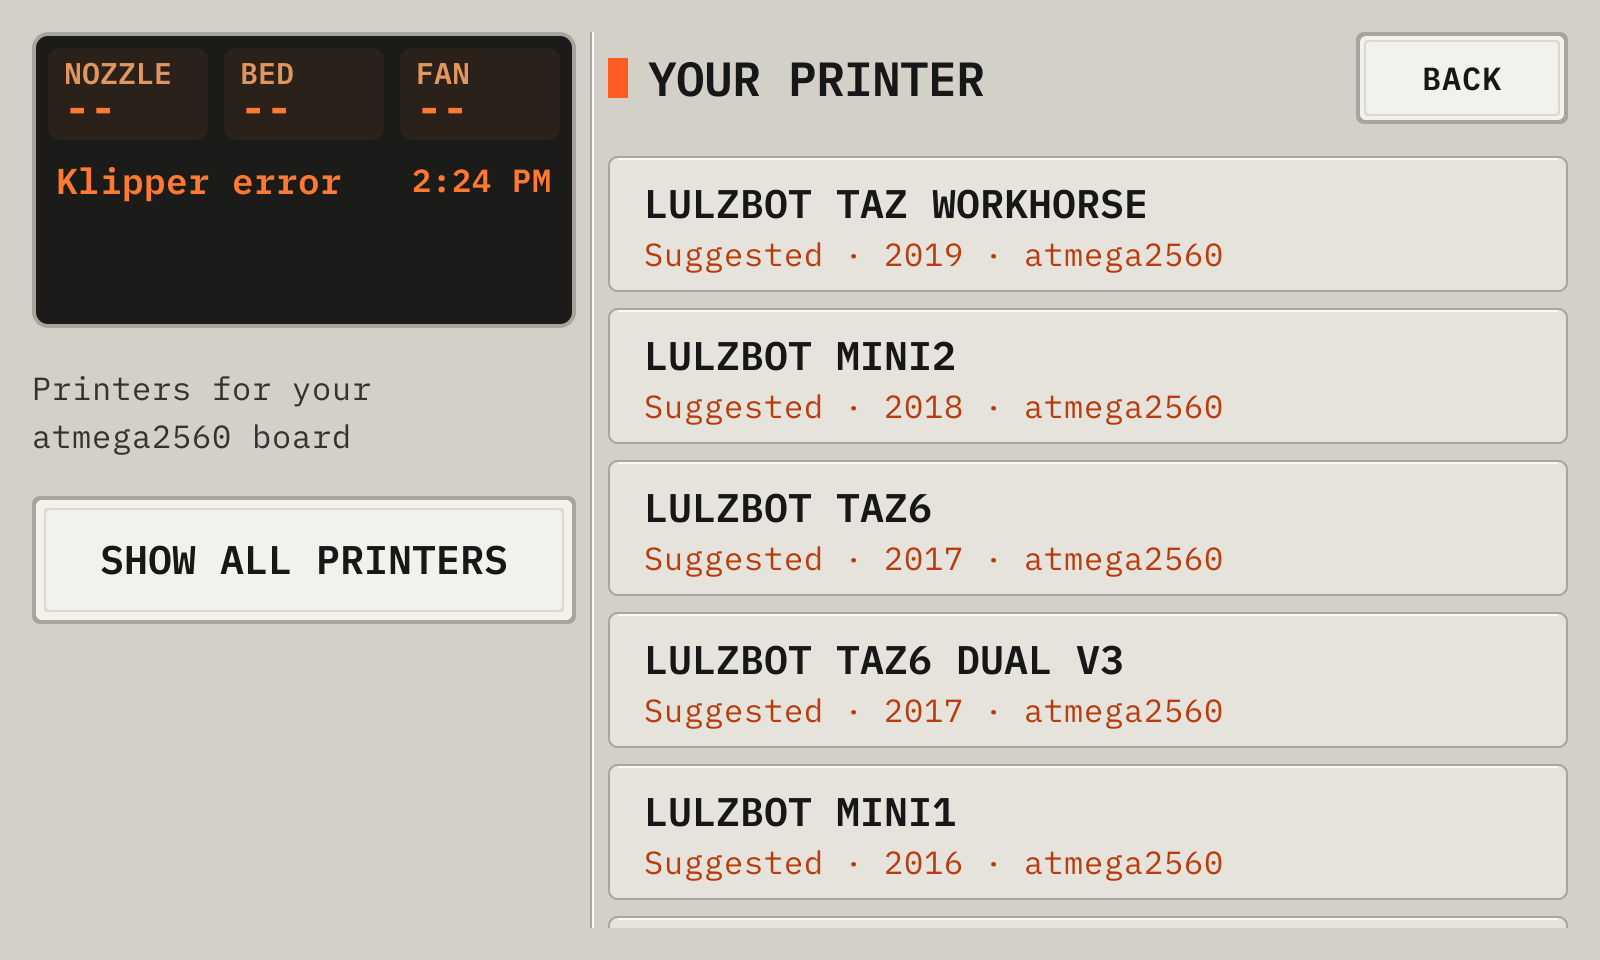 NOZZLE BED FAN
-- -- --
Klipper error 2:24 PM
Printers for your
atmega2560 board
SHOW ALL PRINTERS
YOUR PRINTER
BACK
LULZBOT TAZ WORKHORSE
Suggested · 2019 · atmega2560
LULZBOT MINI2
Suggested · 2018 · atmega2560
LULZBOT TAZ6
Suggested · 2017 · atmega2560
LULZBOT TAZ6 DUAL V3
Suggested · 2017 · atmega2560
LULZBOT MINI1
Suggested · 2016 · atmega2560